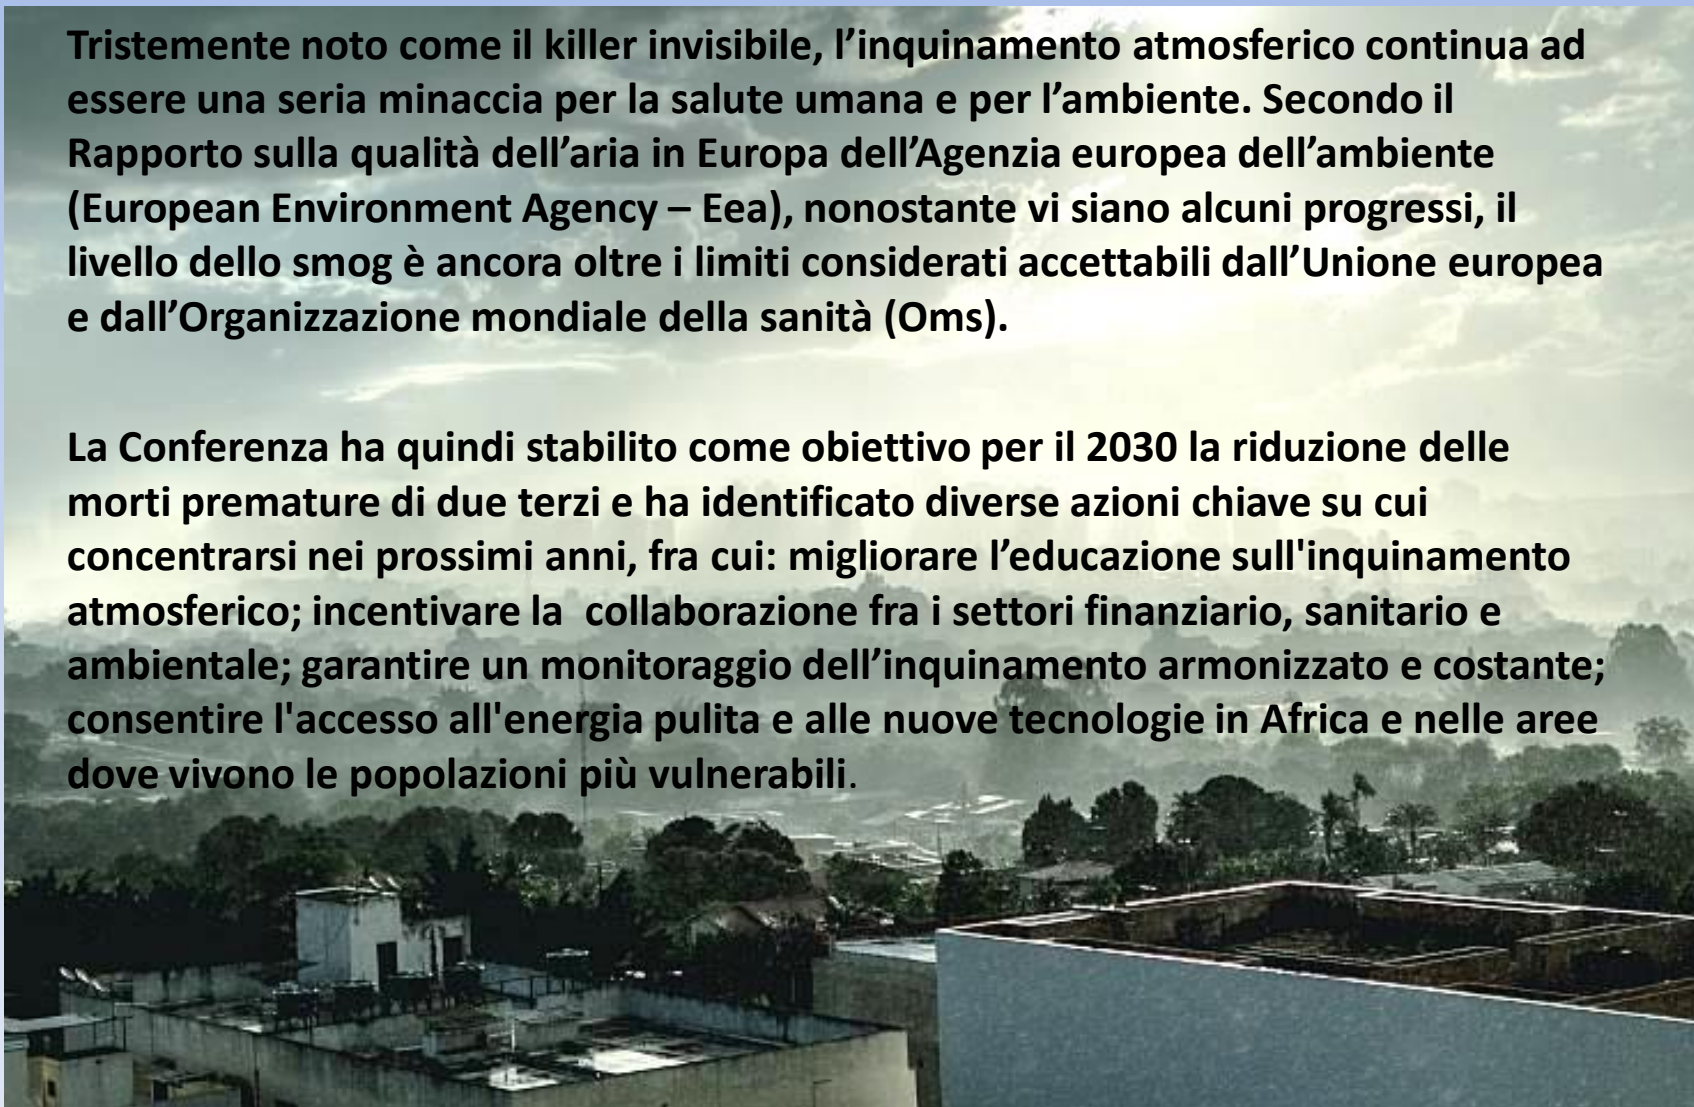 Tristemente noto come il killer invisibile, l’inquinamento atmosferico continua ad
essere una seria minaccia per la salute umana e per l’ambiente. Secondo il
Rapporto sulla qualità dell’aria in Europa dell’Agenzia europea dell’ambiente
(European Environment Agency – Eea), nonostante vi siano alcuni progressi, il
livello dello smog è ancora oltre i limiti considerati accettabili dall’Unione europea
e dall’Organizzazione mondiale della sanità (Oms).
La Conferenza ha quindi stabilito come obiettivo per il 2030 la riduzione delle
morti premature di due terzi e ha identificato diverse azioni chiave su cui
concentrarsi nei prossimi anni, fra cui: migliorare l’educazione sull'inquinamento
atmosferico; incentivare la  collaborazione fra i settori finanziario, sanitario e
ambientale; garantire un monitoraggio dell’inquinamento armonizzato e costante;
consentire l'accesso all'energia pulita e alle nuove tecnologie in Africa e nelle aree
dove vivono le popolazioni più vulnerabili.